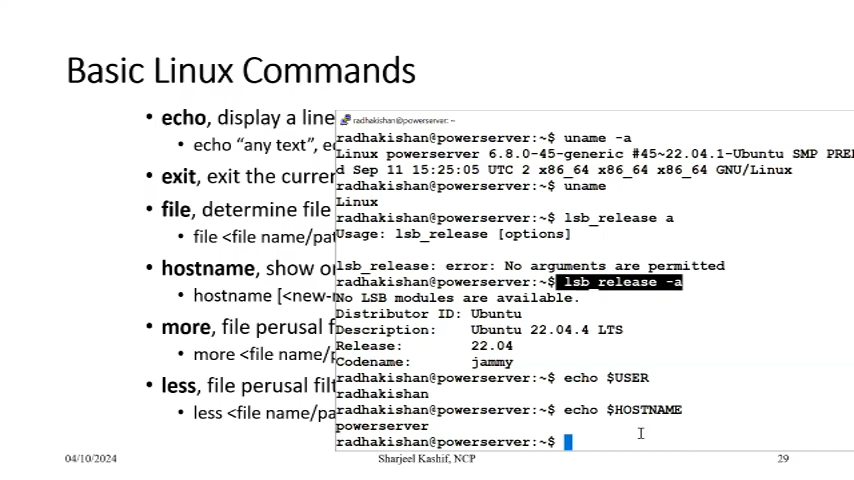 Basic Linux Commands
• echo, display a line
• echo “any text”, ec
• exit, exit the curren
• file, determine file
• file <file name/pat
• hostname, show or
• hostname [<new-n
• more, file perusal f
• more <file name/p
• less, file perusal filt
• less <file name/pa
radhakishan@powerserver: ~
radhakishan@powerserver:~$ uname -a
Linux powerserver 6.8.0-45-generic #45~22.04.1-Ubuntu SMP PREE
d Sep 11 15:25:05 UTC 2 x86_64 x86_64 x86_64 GNU/Linux
radhakishan@powerserver:~$ uname
Linux
radhakishan@powerserver:~$ lsb_release a
Usage: lsb_release [options]
lsb_release: error: No arguments are permitted
radhakishan@powerserver:~$ lsb_release -a
No LSB modules are available.
Distributor ID: Ubuntu
Description: Ubuntu 22.04.4 LTS
Release: 22.04
Codename: jammy
radhakishan@powerserver:~$ echo $USER
radhakishan
radhakishan@powerserver:~$ echo $HOSTNAME
powerserver
radhakishan@powerserver:~$
04/10/2024
Sharjeel Kashif, NCP
29